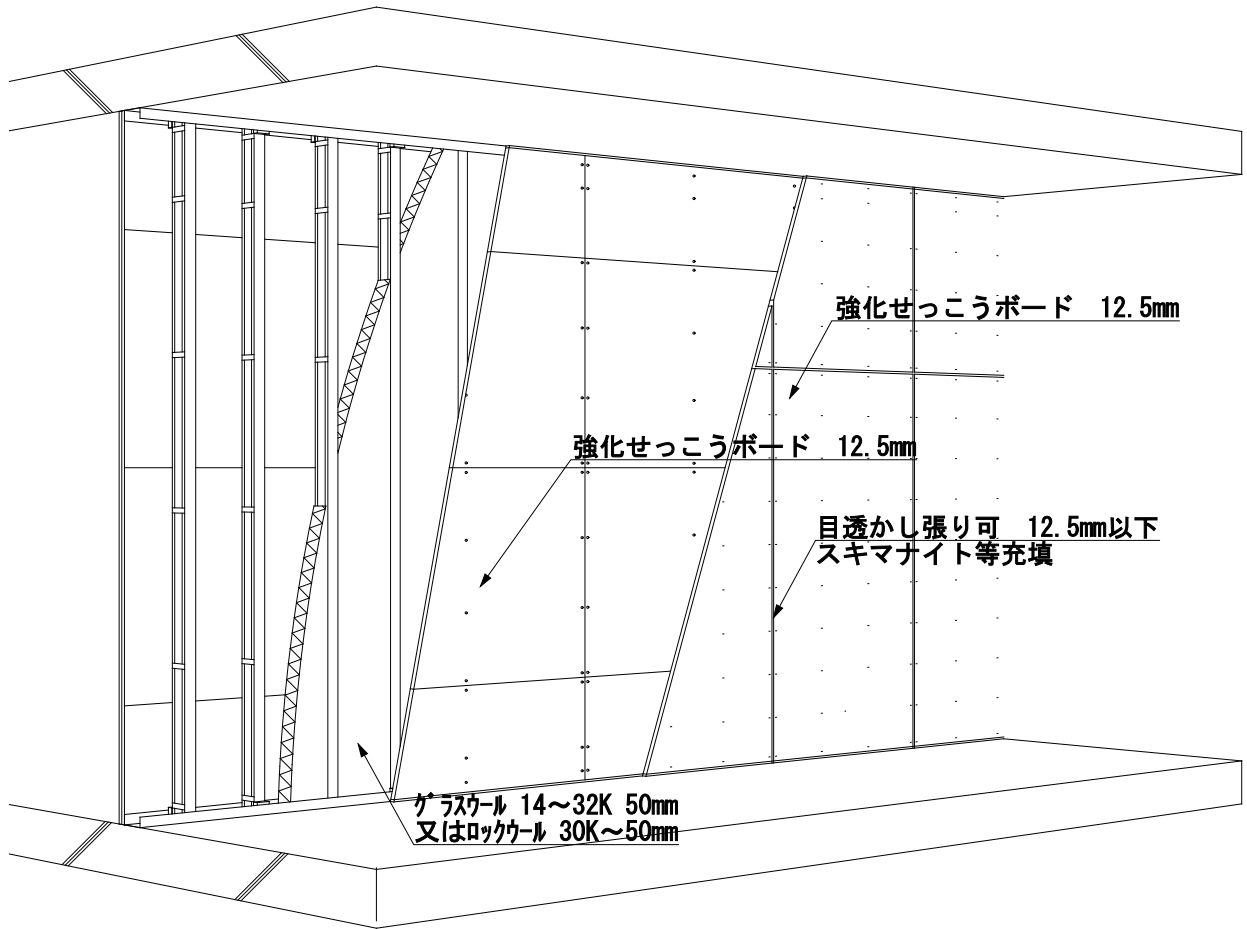 強化せっこうボード 12.5mm
強化せっこうボード 12.5mm
目透かし張り可 12.5mm以下
スキマナイト等充填
グラスウール 14～32K 50mm
又はロックウール 30K～50mm